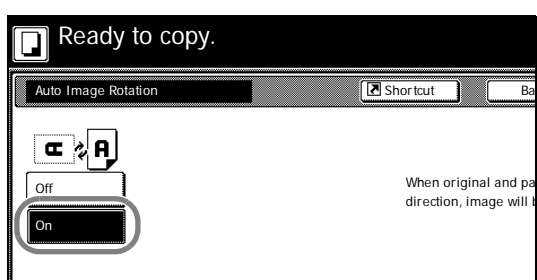 Ready to copy.
Auto Image Rotation
Shortcut
Ba
A A
Off
When original and pa
direction, image will b
On